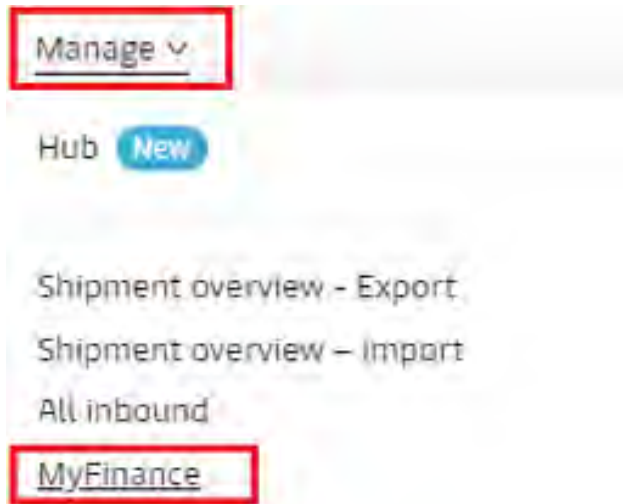 Manage
Hub New
Shipment overview - Export
Shipment overview – Import
All inbound
MyFinance